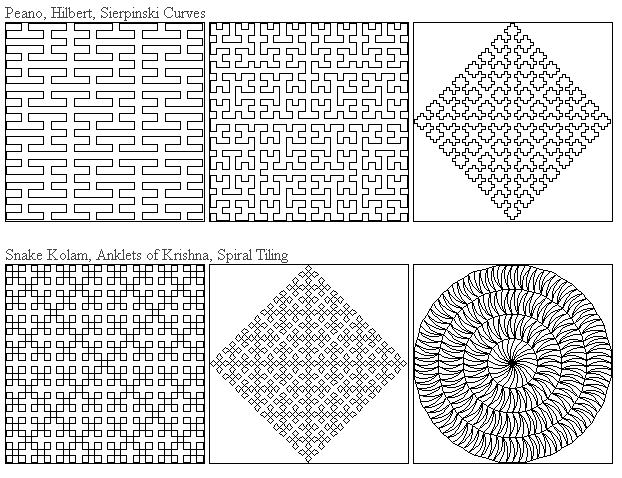 Peano, Hilbert, Sierpinski Curves
Snake Kolam, Anklets of Krishna, Spiral Tiling